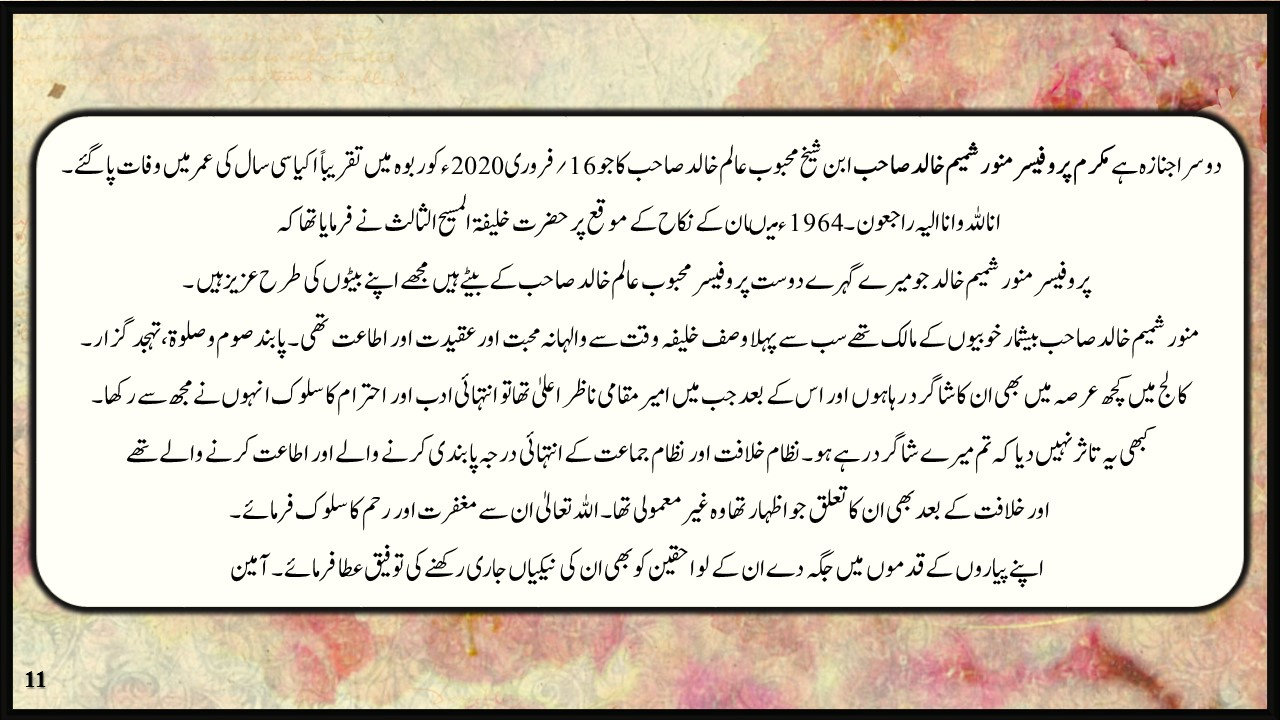 دوسرا جنازہ ہے مکرم پروفیسر منور شمیم خالد صاحب ابن شیخ محبوب عالم خالد صاحب کا جو 16؍ فروری 2020ء کو ربوہ میں تقریباً اکیاسی سال کی عمر میں وفات پا گئے۔
انا للہ وانا الیہ راجعون۔ 1964ء میں ان کے نکاح کے موقع پر حضرت خلیفۃ المسیح الثالث نے فرمایا تھا کہ
پروفیسر منور شمیم خالد جو میرے گہرے دوست پروفیسر محبوب عالم خالد صاحب کے بیٹے ہیں مجھے اپنے بیٹوں کی طرح عزیز ہیں۔
منور شمیم خالد صاحب بیشمار خوبیوں کے مالک تھے سب سے پہلا وصف خلیفہ وقت سے والہانہ محبت اور عقیدت اور اطاعت تھی۔ پابند صوم و صلوۃ، تہجد گزار۔
کالج میں کچھ عرصہ میں بھی ان کا شاگرد رہا ہوں اور اس کے بعد جب میں امیر مقامی ناظر اعلیٰ تھا تو انتہائی ادب اور احترام کا سلوک انہوں نے مجھ سے رکھا۔
کبھی یہ تاثر نہیں دیا کہ تم میرے شاگرد رہے ہو۔ نظام خلافت اور نظام جماعت کے انتہائی درجہ پابندی کرنے والے اور اطاعت کرنے والے تھے
اور خلافت کے بعد بھی ان کا تعلق جو اظہار تھا وہ غیر معمولی تھا۔ اللہ تعالیٰ ان سے مغفرت اور رحم کا سلوک فرمائے۔
اپنے پیاروں کے قدموں میں جگہ دے ان کے لواحقین کو بھی ان کی نیکیاں جاری رکھنے کی توفیق عطا فرمائے۔ آمین
11